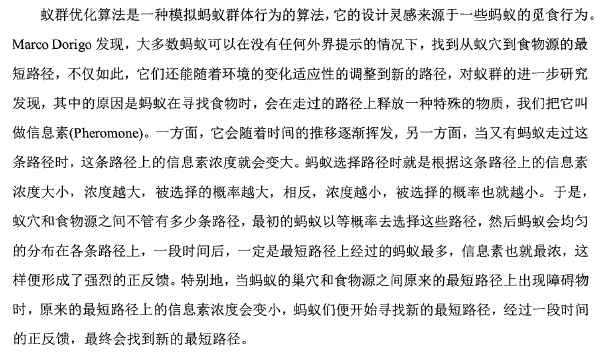 蚁群优化算法是一种模拟蚂蚁群体行为的算法，它的设计灵感来源于一些蚂蚁的觅食行为。
Marco Dorigo 发现，大多数蚂蚁可以在没有任何外界提示的情况下，找到从蚁穴到食物源的最
短路径，不仅如此，它们还能随着环境的变化适应性的调整到新的路径，对蚁群的进一步研究
发现，其中的原因是蚂蚁在寻找食物时，会在走过的路径上释放一种特殊的物质，我们把它叫
做信息素(Pheromone)。一方面，它会随着时间的推移逐渐挥发，另一方面，当又有蚂蚁走过这
条路径时，这条路径上的信息素浓度就会变大。蚂蚁选择路径时就是根据这条路径上的信息素
浓度大小，浓度越大，被选择的概率越大，相反，浓度越小，被选择的概率也就越小。于是，
蚁穴和食物源之间不管有多少条路径，最初的蚂蚁以等概率去选择这些路径，然后蚂蚁会均匀
的分布在各条路径上，一段时间后，一定是最短路径上经过的蚂蚁最多，信息素也就最浓，这
样便形成了强烈的正反馈。特别地，当蚂蚁的巢穴和食物源之间原来的最短路径上出现障碍物
时，原来的最短路径上的信息素浓度会变小，蚂蚁们便开始寻找新的最短路径，经过一段时间
的正反馈，最终会找到新的最短路径。